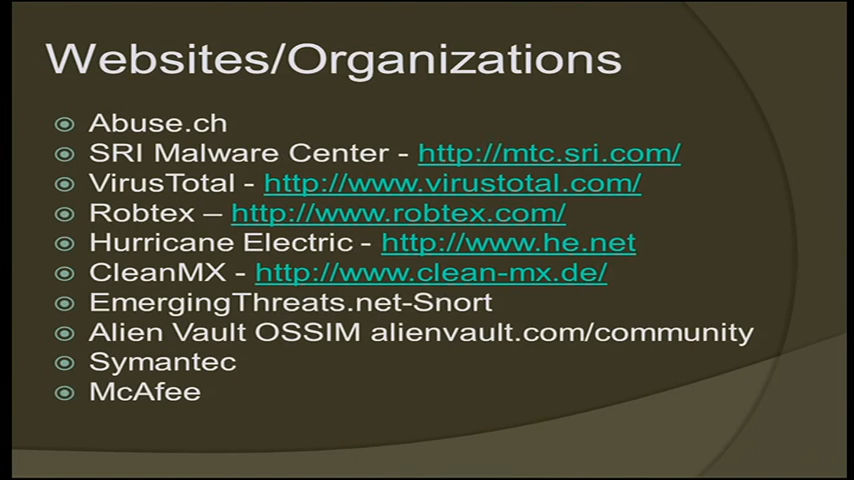 Websites/Organizations
Abuse.ch
SRI Malware Center - http://mtc.sri.com/
VirusTotal - http://www.virustotal.com/
Robtex – http://www.robtex.com/
Hurricane Electric - http://www.he.net
CleanMX - http://www.clean-mx.de/
EmergingThreats.net-Snort
Alien Vault OSSIM alienvault.com/community
Symantec
McAfee